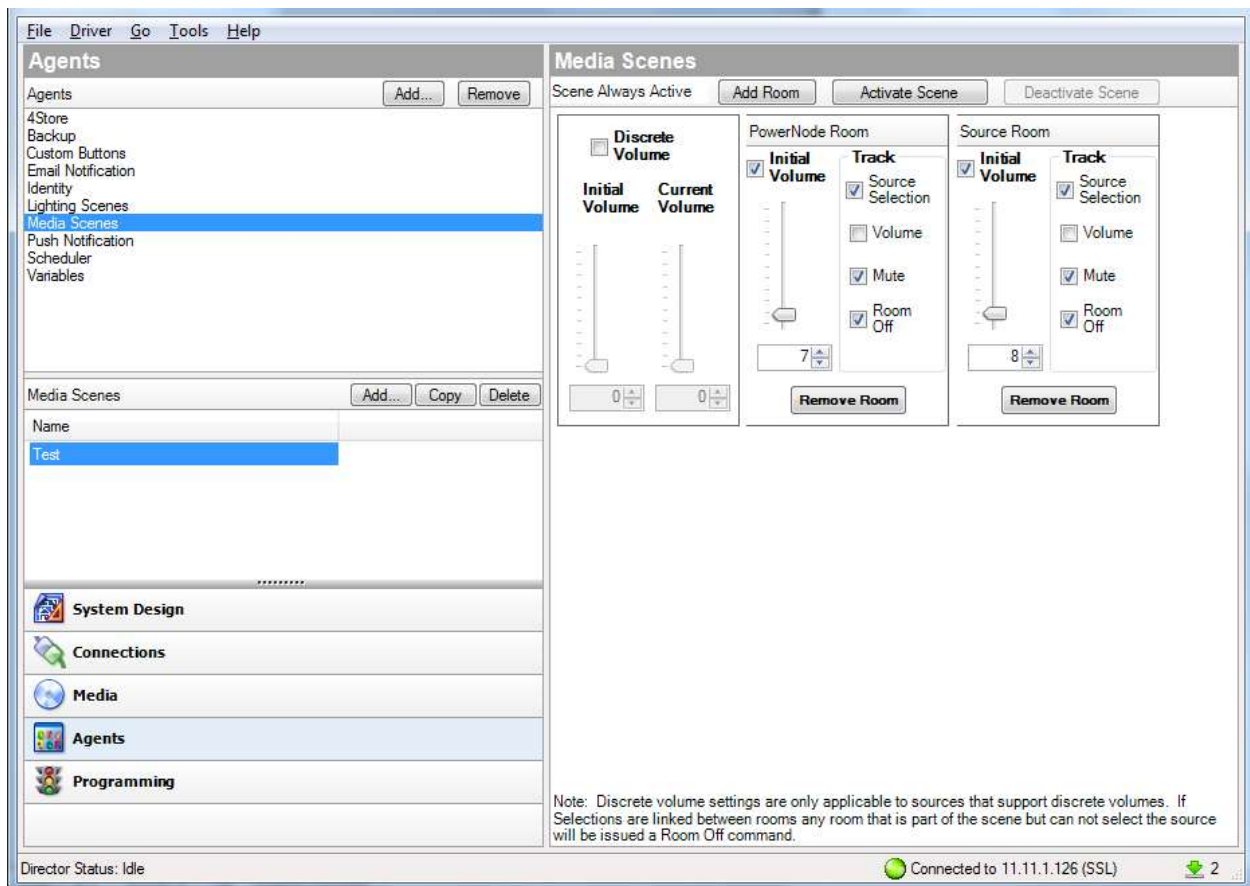 File Driver Go Tools Help
Agents
Agents Add... Remove
4Store
Backup
Custom Buttons
Email Notification
Identity
Lighting Scenes
Media Scenes
Push Notification
Scheduler
Variables
Media Scenes Add... Copy Delete
Name
Test
System Design
Connections
Media
Agents
Programming
Media Scenes
Scene Always Active Add Room Activate Scene Deactivate Scene
Discrete
Volume
Initial Current
Volume Volume
0 0
PowerNode Room
Initial
Volume
7
Track
Source
Selection
Volume
Mute
Room
Off
Remove Room
Source Room
Initial
Volume
8
Track
Source
Selection
Volume
Mute
Room
Off
Remove Room
Note: Discrete volume settings are only applicable to sources that support discrete volumes. If
Selections are linked between rooms any room that is part of the scene but can not select the source
will be issued a Room Off command.
Director Status: Idle Connected to 11.11.1.126 (SSL) 2